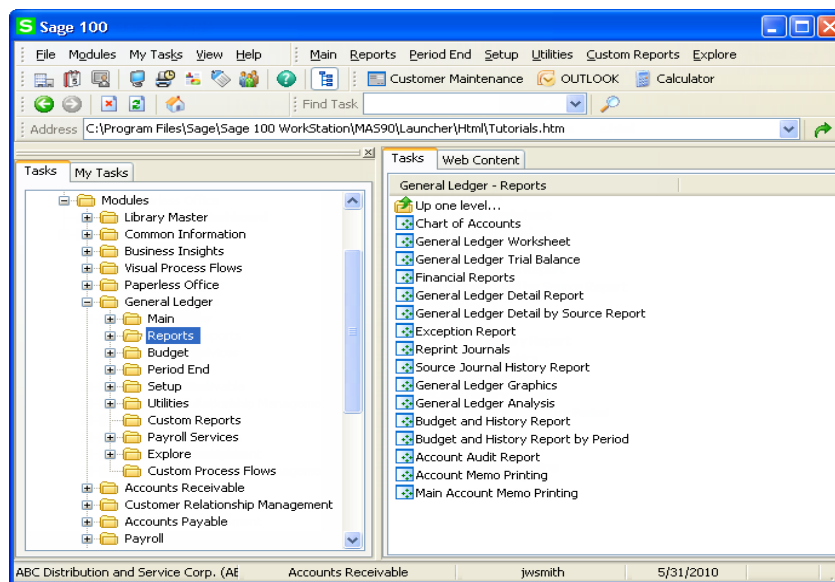 Sage 100
File Modules My Tasks View Help Main Reports Period End Setup Utilities Custom Reports Explore
Customer Maintenance OUTLOOK Calculator
Find Task
Address C:\Program Files\Sage\Sage 100 WorkStation\MAS90\Launcher\Html\Tutorials.htm
Tasks My Tasks
Modules
Library Master
Common Information
Business Insights
Visual Process Flows
Paperless Office
General Ledger
Main
Reports
Budget
Period End
Setup
Utilities
Custom Reports
Payroll Services
Explore
Custom Process Flows
Accounts Receivable
Customer Relationship Management
Accounts Payable
Payroll
Tasks Web Content
General Ledger - Reports
Up one level...
Chart of Accounts
General Ledger Worksheet
General Ledger Trial Balance
Financial Reports
General Ledger Detail Report
General Ledger Detail by Source Report
Exception Report
Reprint Journals
Source Journal History Report
General Ledger Graphics
General Ledger Analysis
Budget and History Report
Budget and History Report by Period
Account Audit Report
Account Memo Printing
Main Account Memo Printing
ABC Distribution and Service Corp. (AB Accounts Receivable jwsmith 5/31/2010